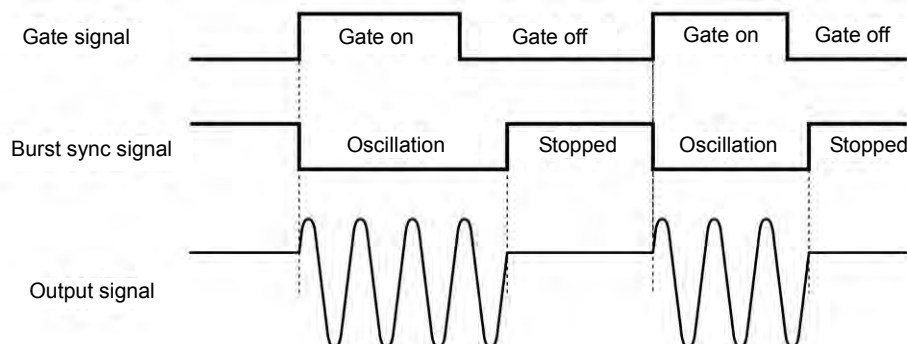 Gate signal
Gate on
Gate off
Gate on
Gate off
Burst sync signal
Oscillation
Stopped
Oscillation
Stopped
Output signal